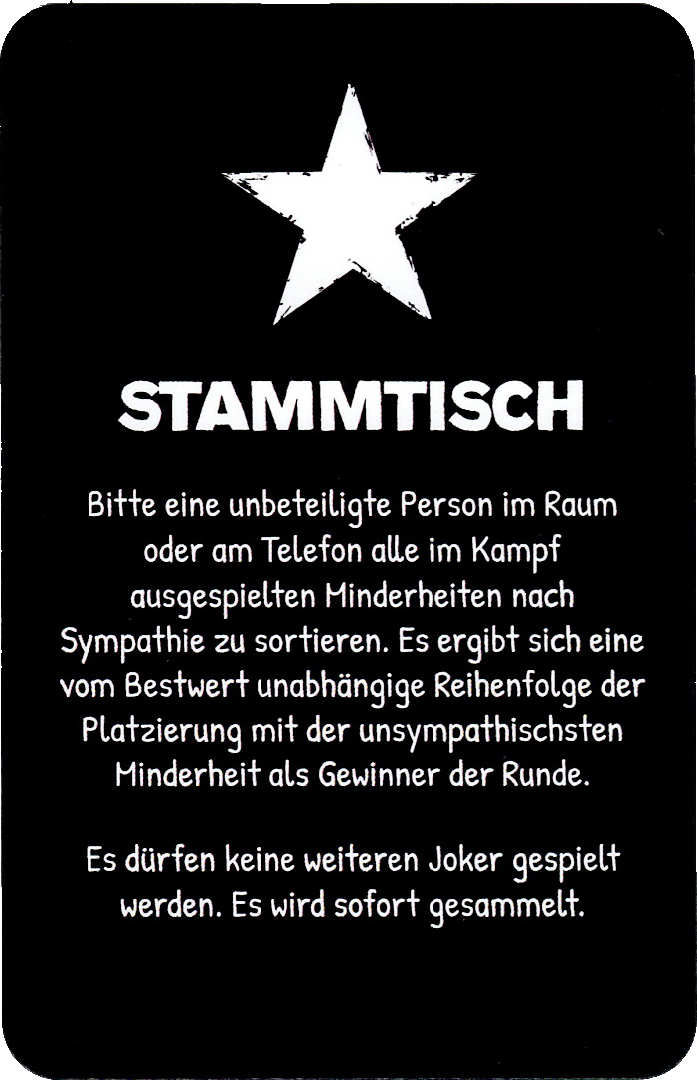 STAMMTISCH
Bitte eine unbeteiligte Person im Raum
oder am Telefon alle im Kampf
ausgespielten Minderheiten nach
Sympathie zu sortieren. Es ergibt sich eine
vom Bestwert unabhängige Reihenfolge der
Platzierung mit der unsympathischsten
Minderheit als Gewinner der Runde.
Es dürfen keine weiteren Joker gespielt
werden. Es wird sofort gesammelt.